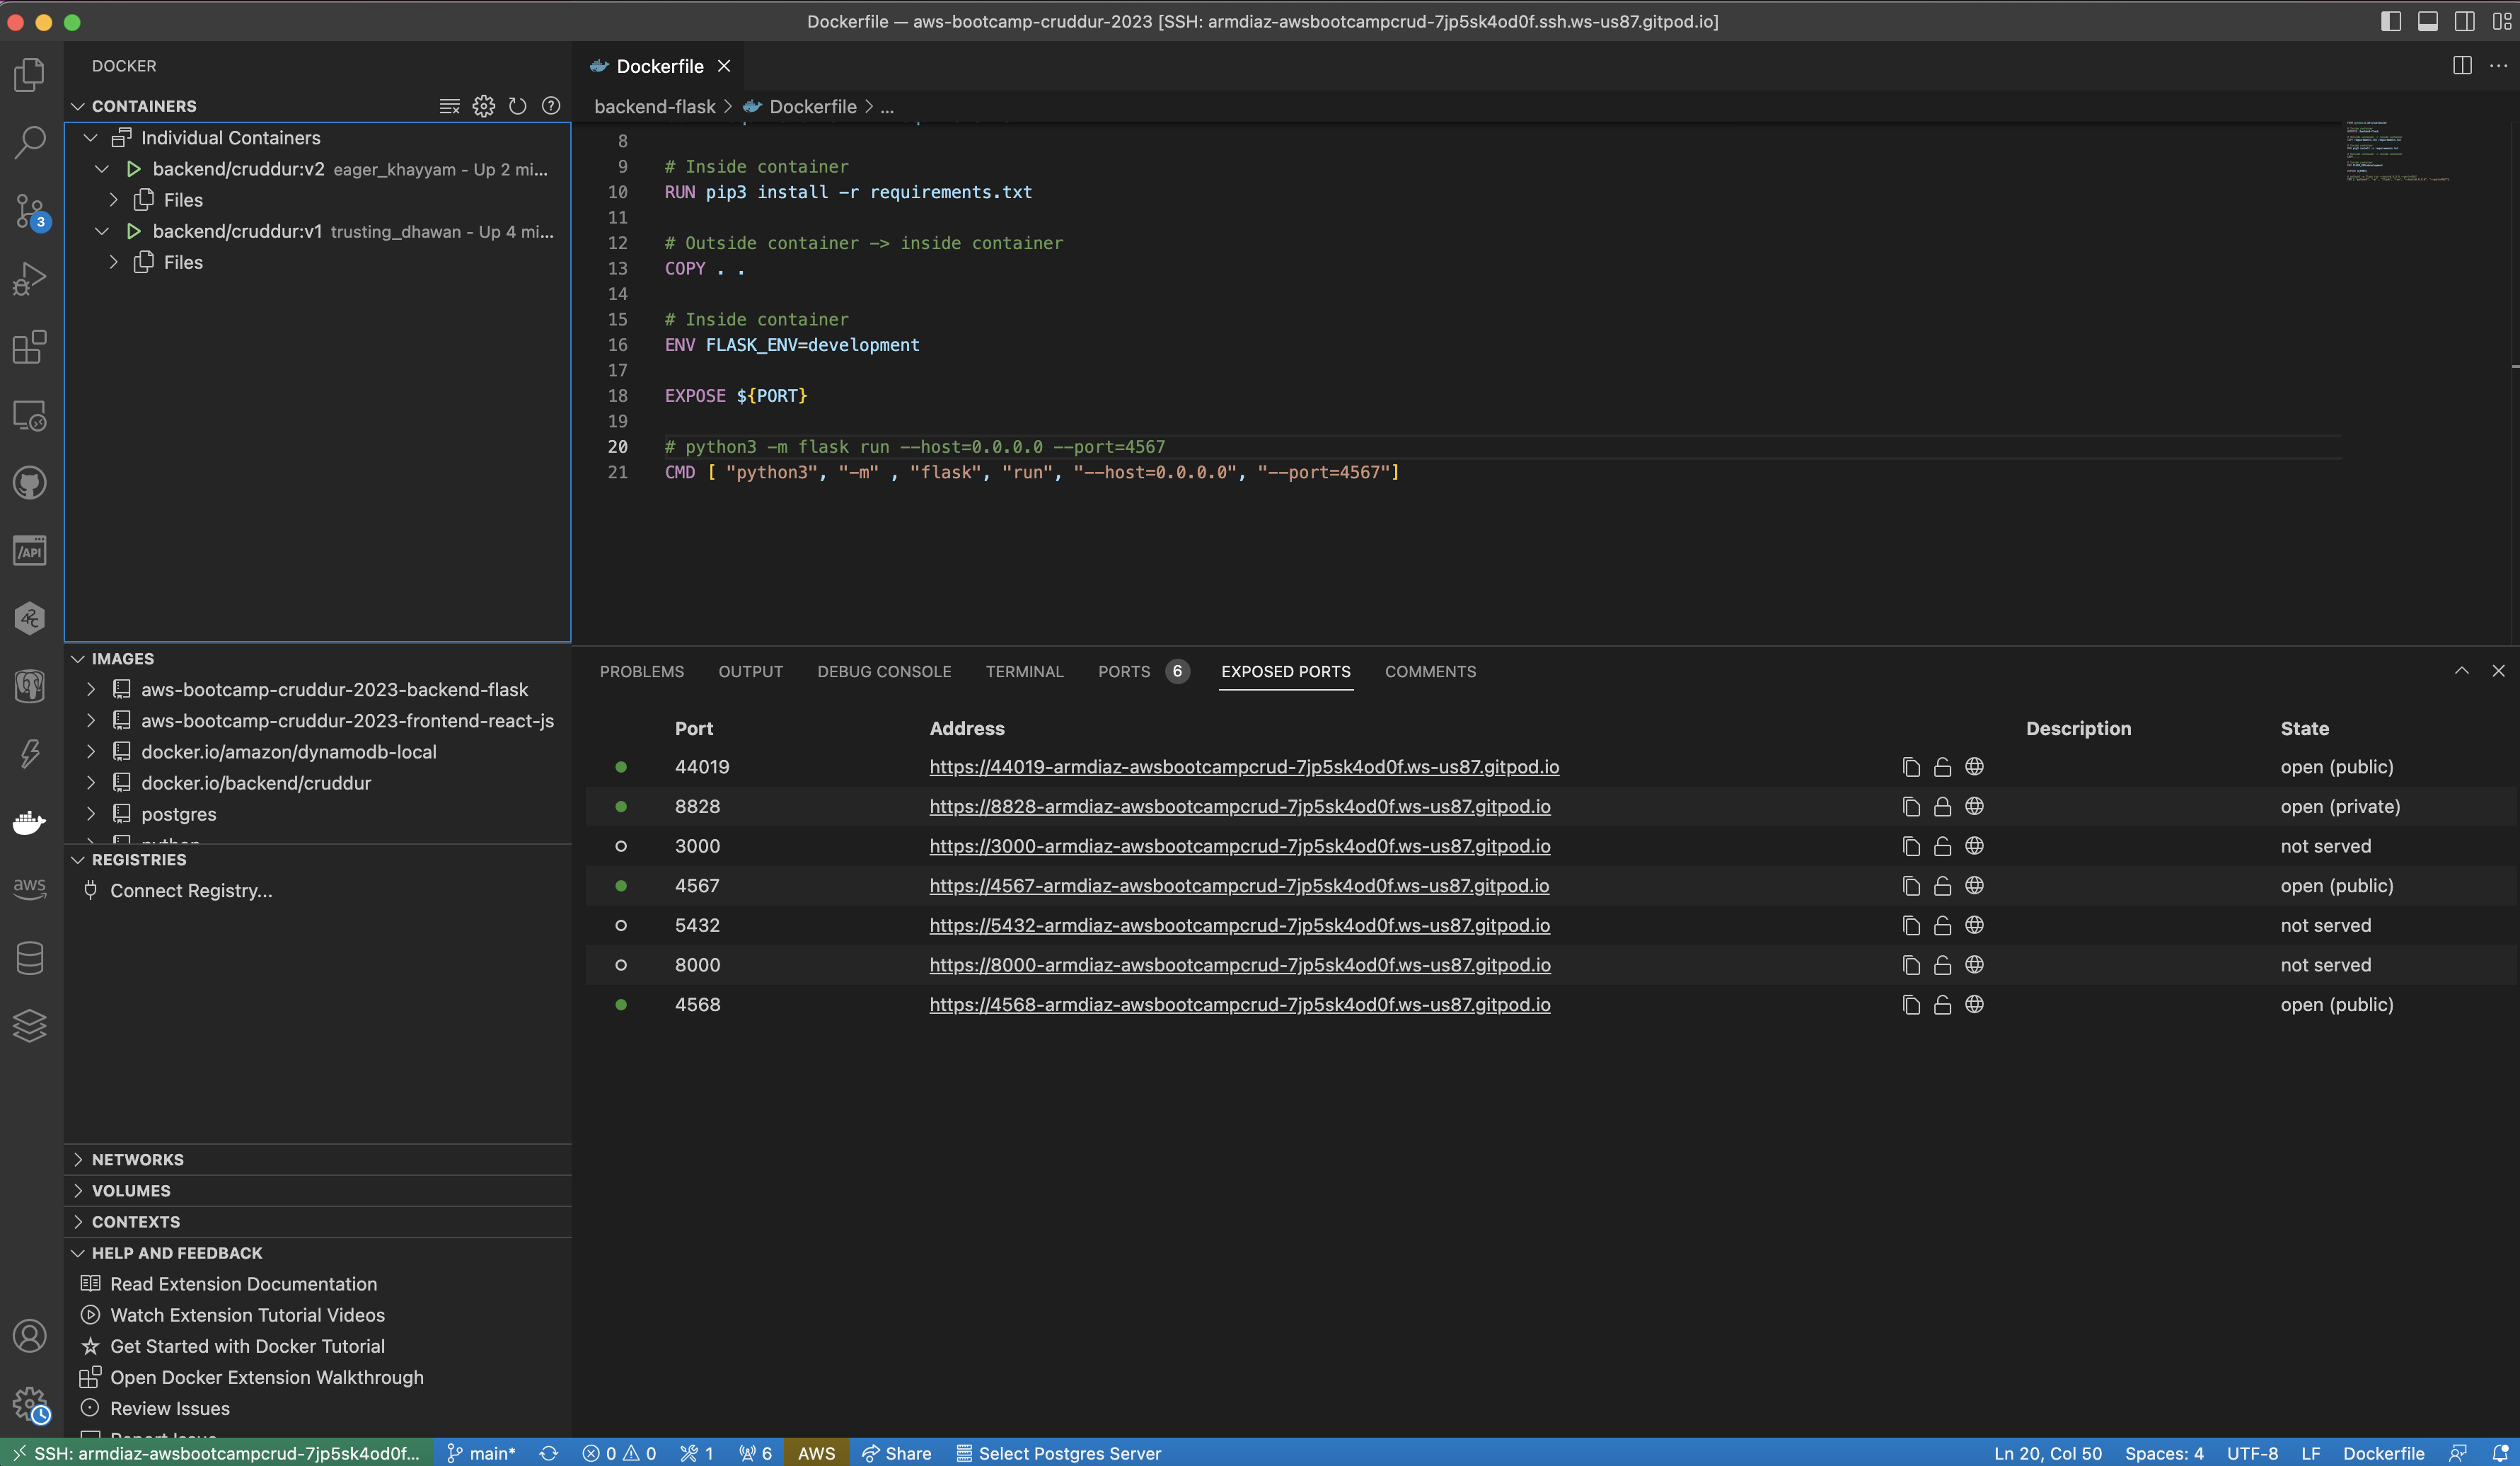 Dockerfile — aws-bootcamp-cruddur-2023 [SSH: armdiaz-awsbootcampcrud-7jp5sk4od0f.ssh.ws-us87.gitpod.io]
DOCKER
CONTAINERS
Individual Containers
backend/cruddur:v2 eager_khayyam - Up 2 mi...
Files
backend/cruddur:v1 trusting_dhawan - Up 4 mi...
Files
IMAGES
aws-bootcamp-cruddur-2023-backend-flask
aws-bootcamp-cruddur-2023-frontend-react-js
docker.io/amazon/dynamodb-local
docker.io/backend/cruddur
postgres
python
REGISTRIES
Connect Registry...
NETWORKS
VOLUMES
CONTEXTS
HELP AND FEEDBACK
Read Extension Documentation
Watch Extension Tutorial Videos
Get Started with Docker Tutorial
Open Docker Extension Walkthrough
Review Issues
Report Issue
3
/API
42C
aws
Dockerfile
backend-flask > Dockerfile > ...
8
9 # Inside container
10 RUN pip3 install -r requirements.txt
11
12 # Outside container -> inside container
13 COPY . .
14
15 # Inside container
16 ENV FLASK_ENV=development
17
18 EXPOSE ${PORT}
19
20 # python3 -m flask run --host=0.0.0.0 --port=4567
21 CMD [ "python3", "-m" , "flask", "run", "--host=0.0.0.0", "--port=4567"]
PROBLEMS OUTPUT DEBUG CONSOLE TERMINAL PORTS 6 EXPOSED PORTS COMMENTS
Port Address Description State
44019 https://44019-armdiaz-awsbootcampcrud-7jp5sk4od0f.ws-us87.gitpod.io open (public)
8828 https://8828-armdiaz-awsbootcampcrud-7jp5sk4od0f.ws-us87.gitpod.io open (private)
3000 https://3000-armdiaz-awsbootcampcrud-7jp5sk4od0f.ws-us87.gitpod.io not served
4567 https://4567-armdiaz-awsbootcampcrud-7jp5sk4od0f.ws-us87.gitpod.io open (public)
5432 https://5432-armdiaz-awsbootcampcrud-7jp5sk4od0f.ws-us87.gitpod.io not served
8000 https://8000-armdiaz-awsbootcampcrud-7jp5sk4od0f.ws-us87.gitpod.io not served
4568 https://4568-armdiaz-awsbootcampcrud-7jp5sk4od0f.ws-us87.gitpod.io open (public)
SSH: armdiaz-awsbootcampcrud-7jp5sk4od0f... main* 0 0 1 6 AWS Share Select Postgres Server Ln 20, Col 50 Spaces: 4 UTF-8 LF Dockerfile